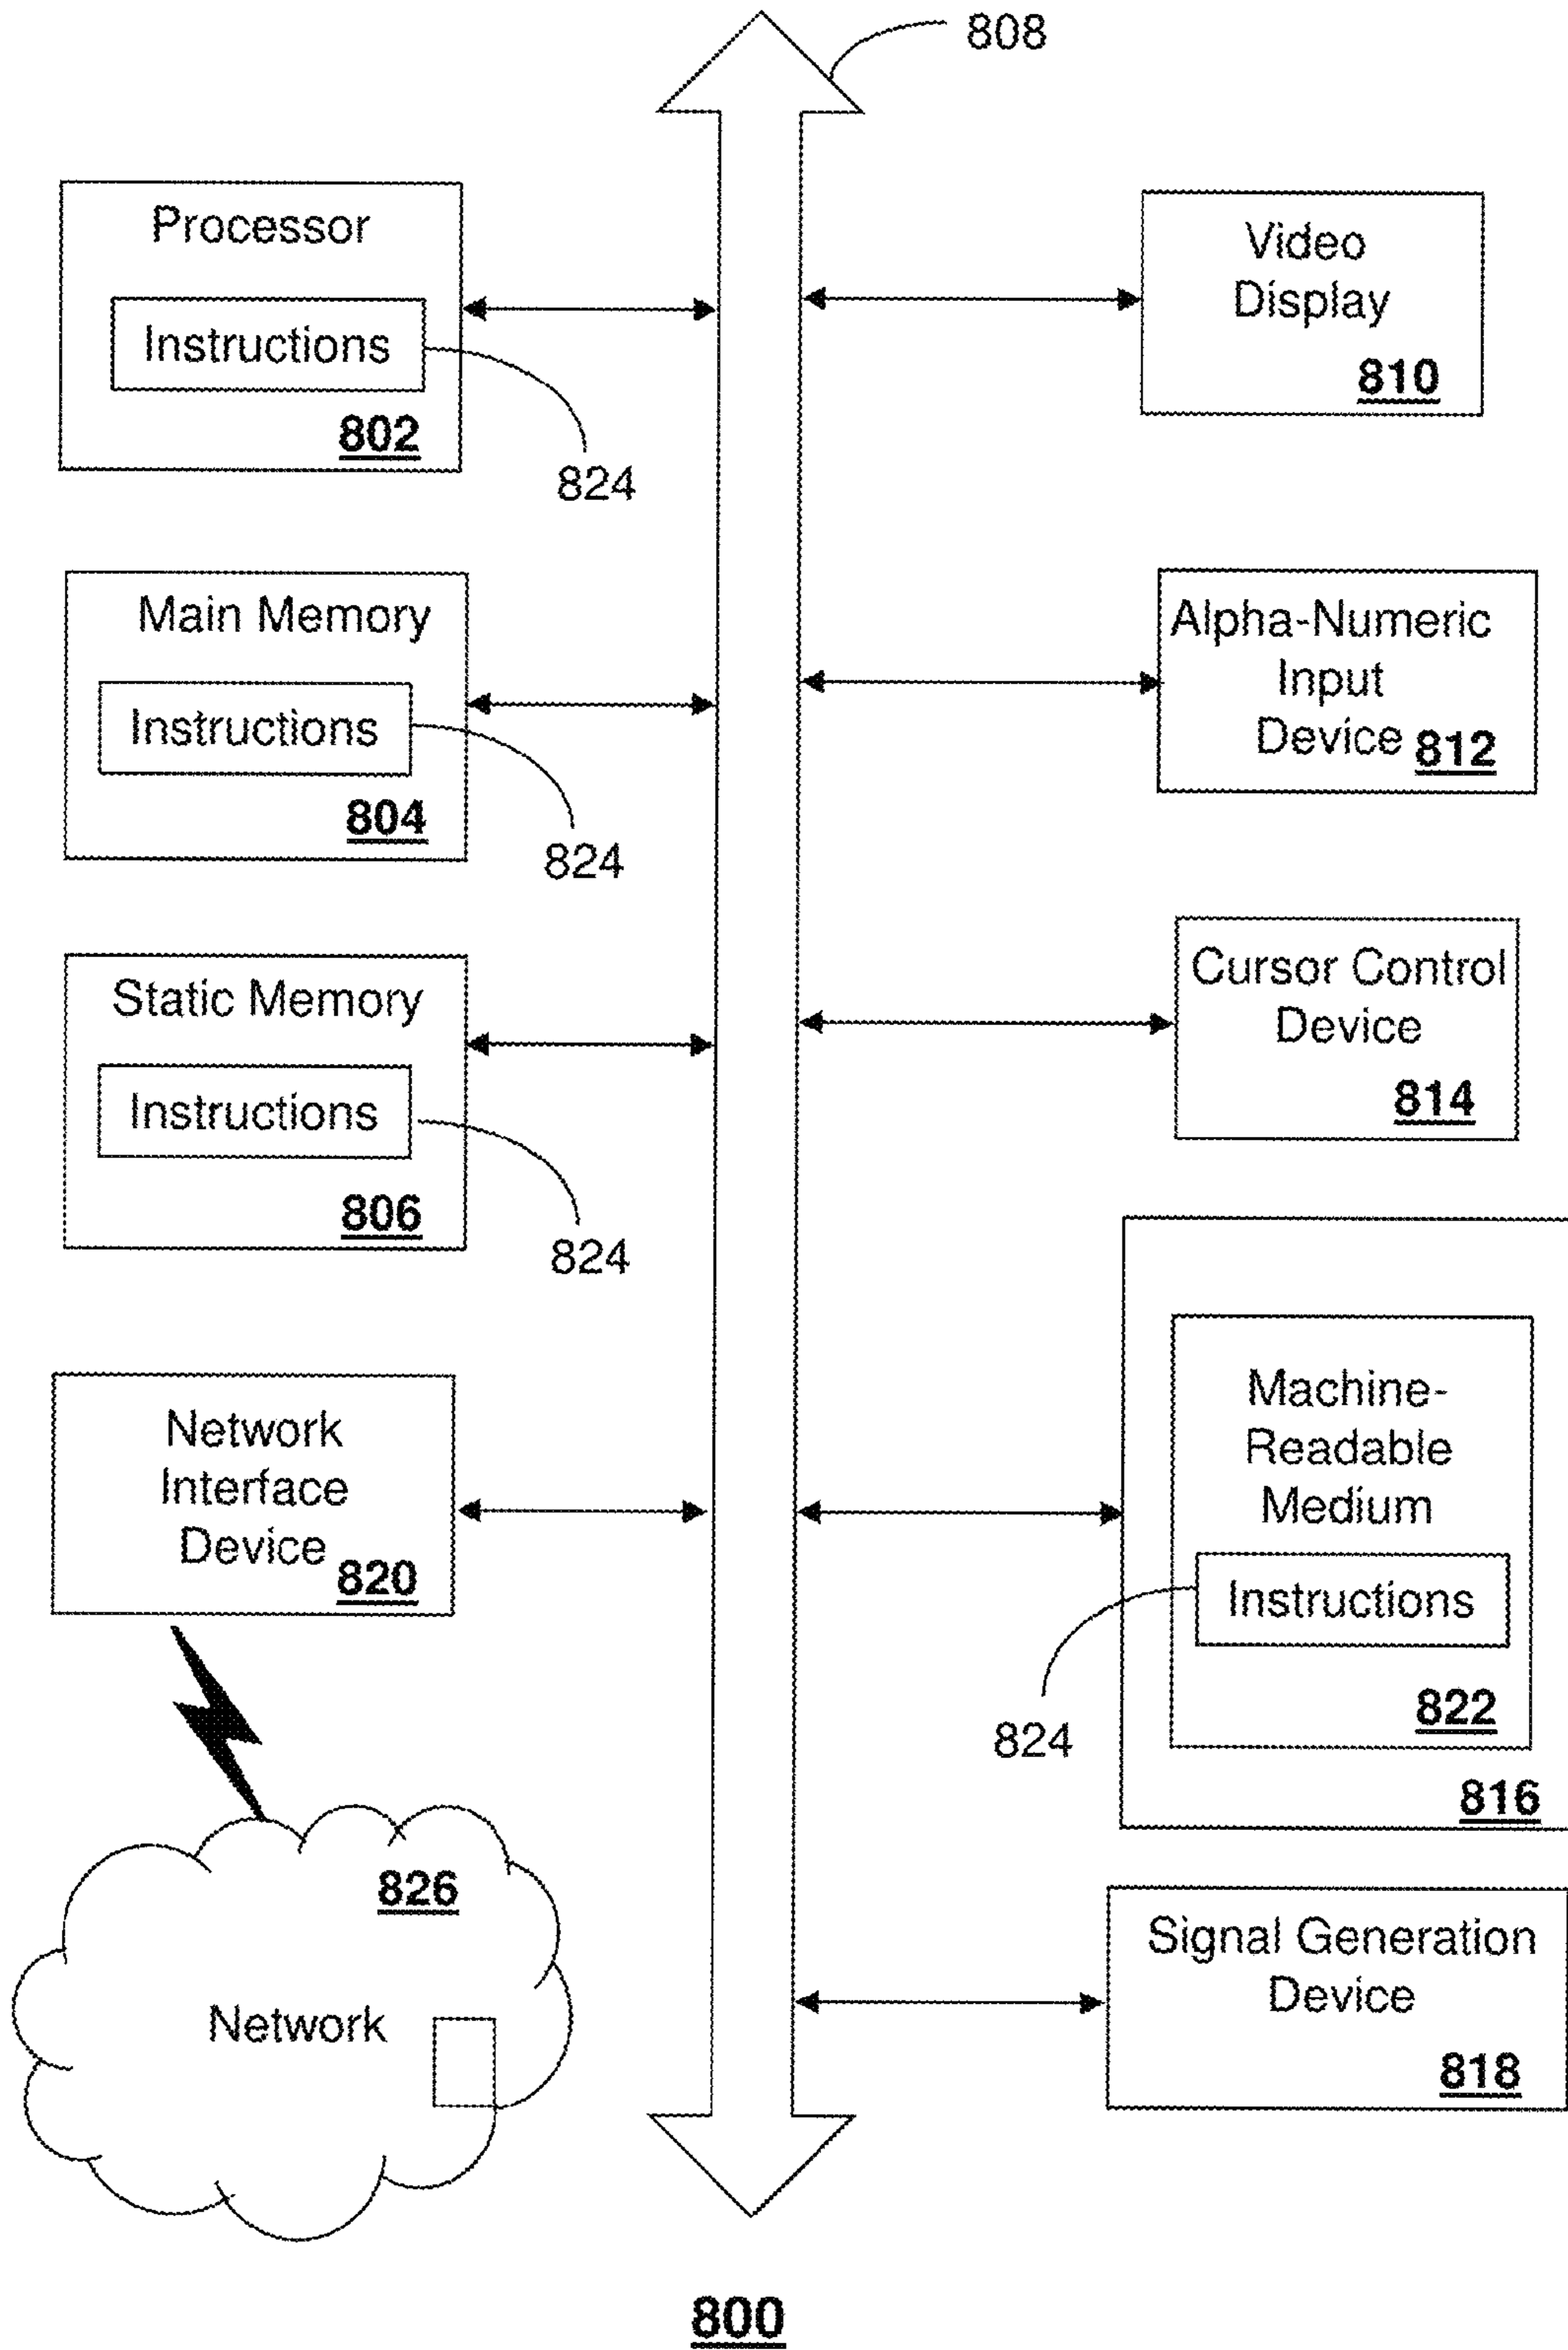 808
Processor
Instructions
802
824
Main Memory
Instructions
804
824
Static Memory
Instructions
806
824
Network
Interface
Device
820
826
Network
Video
Display
810
Alpha-Numeric
Input
Device
812
Cursor Control
Device
814
Machine-
Readable
Medium
Instructions
822
824
816
Signal Generation
Device
818
800